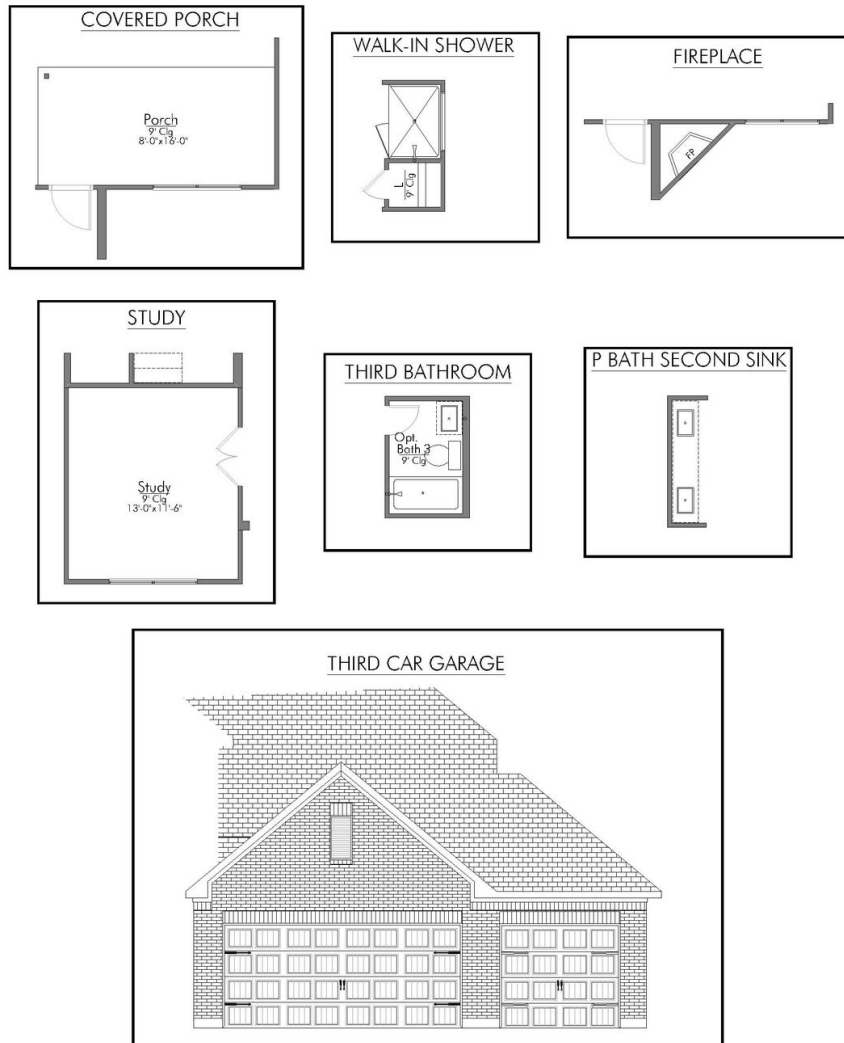 COVERED PORCH
Porch
9' Clg
8'-0"x16'-0"
WALK-IN SHOWER
L
9' Clg
FIREPLACE
FP
STUDY
Study
9' Clg
13'-0"x11'-6"
THIRD BATHROOM
Opt.
Bath 3
9' Clg
P BATH SECOND SINK
THIRD CAR GARAGE